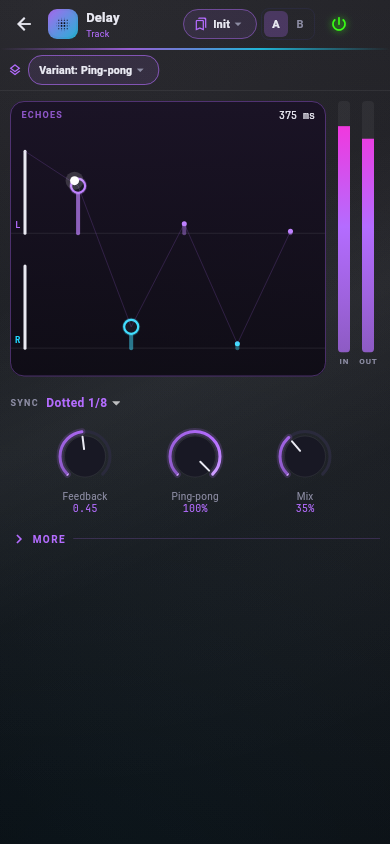 Delay
Track
Init
A B
Variant: Ping-pong
ECHOES 375 ms
L
R
IN OUT
SYNC Dotted 1/8
Feedback Ping-pong Mix
0.45 100% 35%
MORE